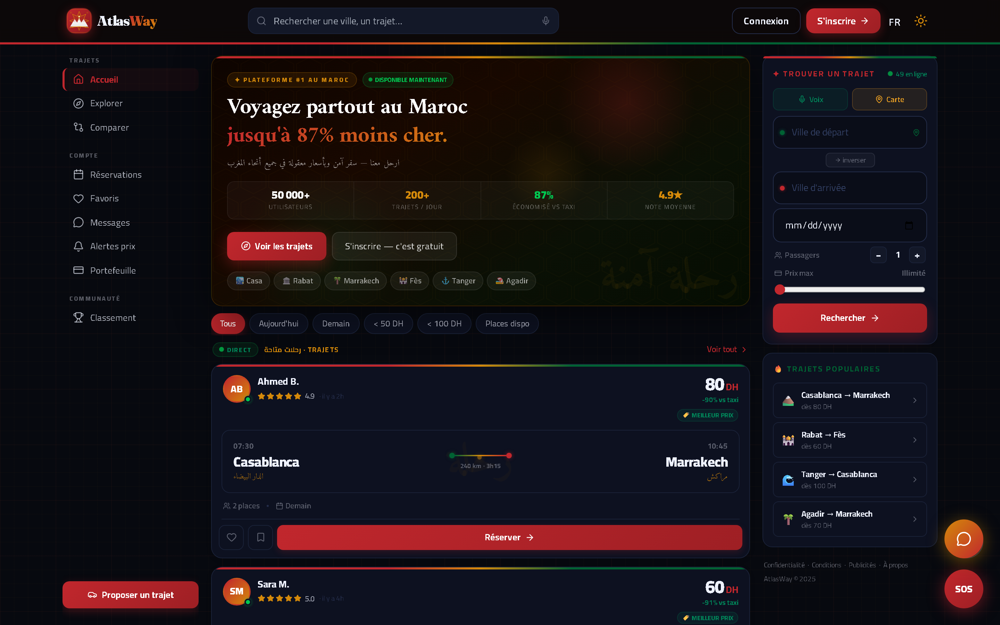 AtlasWay
Rechercher une ville, un trajet...
Connexion
S'inscrire →
FR
TRAJETS
Accueil
Explorer
Comparer
COMPTE
Réservations
Favoris
Messages
Alertes prix
Portefeuille
COMMUNAUTÉ
Classement
Proposer un trajet
✦ PLATEFORME #1 AU MAROC
DISPONIBLE MAINTENANT
Voyagez partout au Maroc
jusqu'à 87% moins cher.
ارحل معنا — سفر آمن وبأسعار معقولة في جميع أنحاء المغرب
50 000+
UTILISATEURS
200+
TRAJETS / JOUR
87%
ÉCONOMISÉ VS TAXI
4.9★
NOTE MOYENNE
Voir les trajets
S'inscrire — c'est gratuit
Casa
Rabat
Marrakech
Fès
Tanger
Agadir
رحلة آمنة
Tous
Aujourd'hui
Demain
< 50 DH
< 100 DH
Places dispo
DIRECT
رحلات متاحة · TRAJETS
Voir tout
AB
Ahmed B.
4.9 · il y a 2h
80 DH
-90% vs taxi
MEILLEUR PRIX
07:30
Casablanca
الدار البيضاء
رحلة
240 km · 3h15
10:45
Marrakech
مراكش
2 places • Demain
Réserver →
SM
Sara M.
5.0 · il y a 4h
60 DH
-91% vs taxi
MEILLEUR PRIX
✦ TROUVER UN TRAJET
49 en ligne
Voix
Carte
Ville de départ
→ inverser
Ville d'arrivée
mm/dd/yyyy
Passagers
− 1 +
Prix max
Illimité
Rechercher →
TRAJETS POPULAIRES
Casablanca → Marrakech
dès 80 DH
Rabat → Fès
dès 60 DH
Tanger → Casablanca
dès 100 DH
Agadir → Marrakech
dès 70 DH
Confidentialité · Conditions · Publicités · À propos
AtlasWay © 2025
SOS